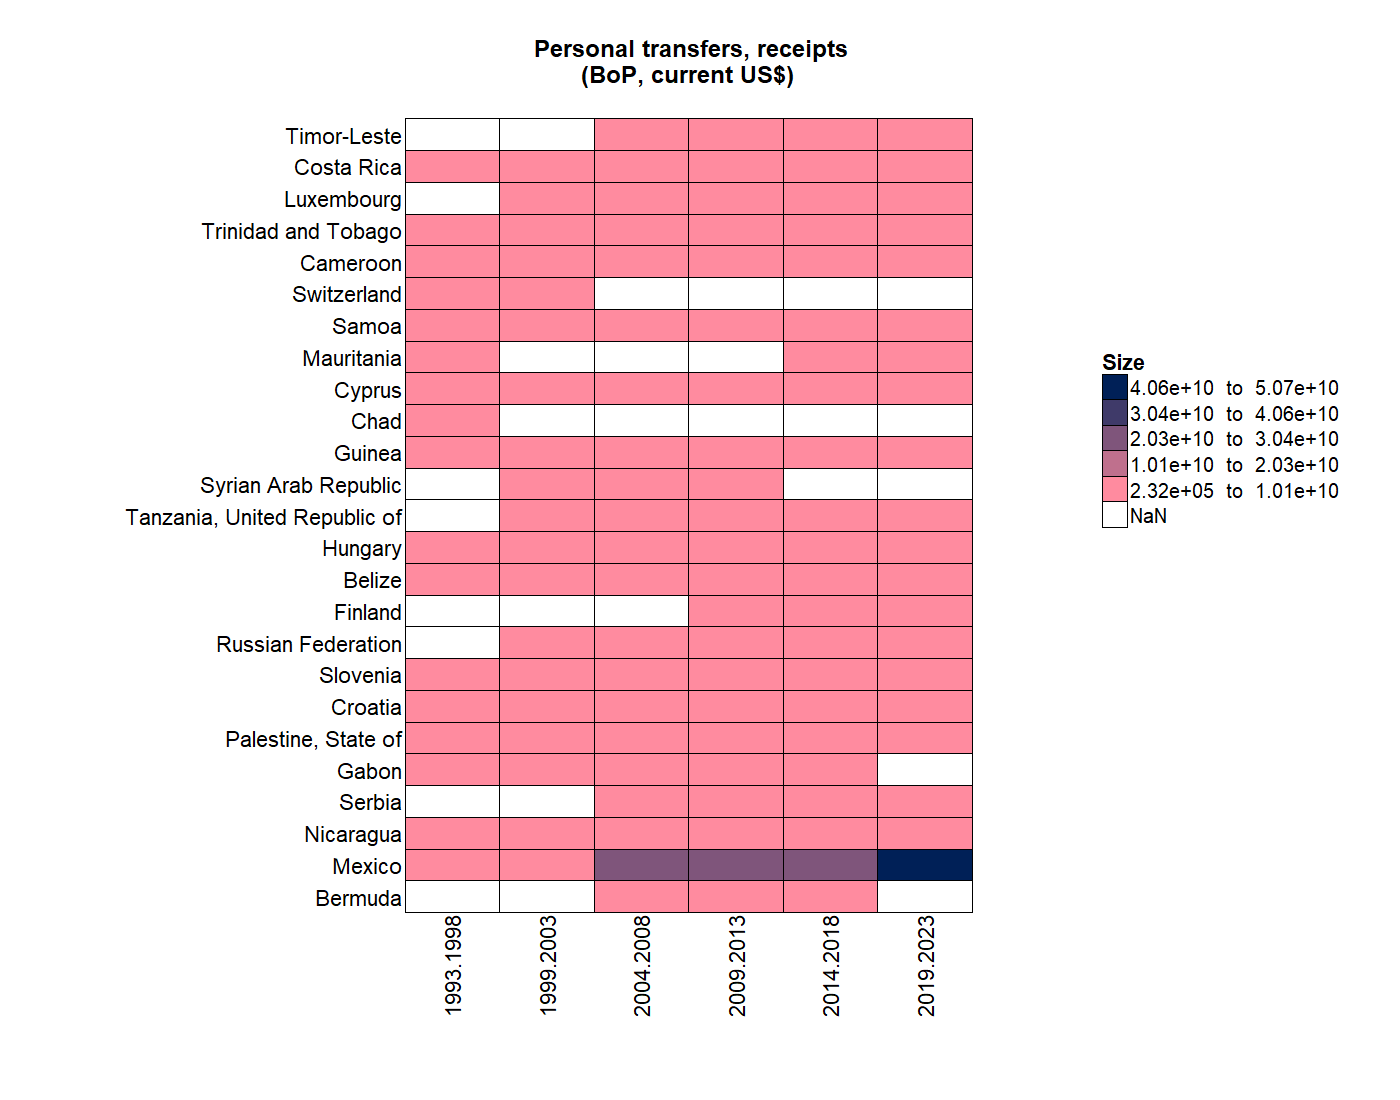 Personal transfers, receipts
(BoP, current US$)
Timor-Leste
Costa Rica
Luxembourg
Trinidad and Tobago
Cameroon
Switzerland
Samoa
Mauritania
Cyprus
Chad
Guinea
Syrian Arab Republic
Tanzania, United Republic of
Hungary
Belize
Finland
Russian Federation
Slovenia
Croatia
Palestine, State of
Gabon
Serbia
Nicaragua
Mexico
Bermuda
1993.1998
1999.2003
2004.2008
2009.2013
2014.2018
2019.2023
Size
4.06e+10 to 5.07e+10
3.04e+10 to 4.06e+10
2.03e+10 to 3.04e+10
1.01e+10 to 2.03e+10
2.32e+05 to 1.01e+10
NaN